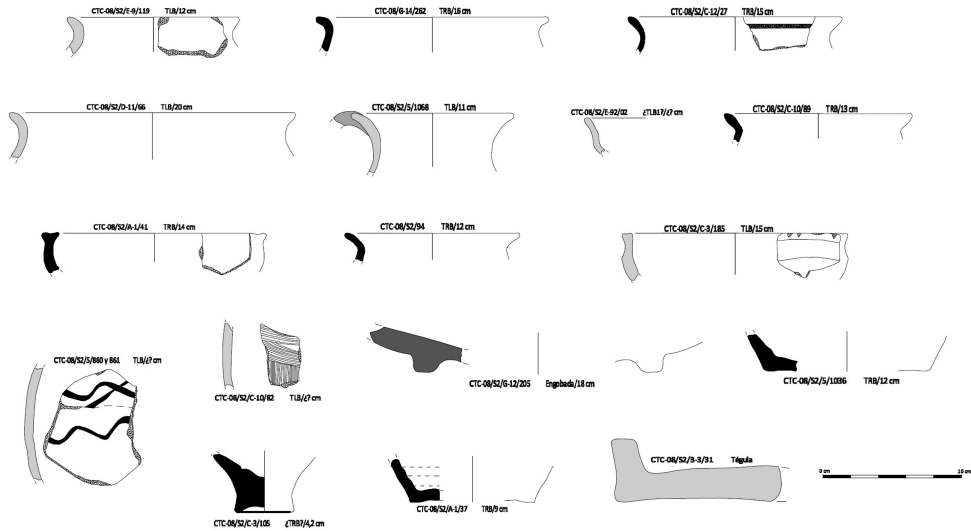 CTC-08/S2/E-9/119 TLB/12 cm
CTC-08/G-14/262 TRB/16 cm
CTC-08/S2/C-12/27 TRB/15 cm
CTC-08/S2/D-11/66 TLB/20 cm
CTC-08/S2/5/1068 TLB/11 cm
CTC-08/S2/E-92/02 ¿TLB1?/¿? cm
CTC-08/S2/C-10/89 TRB/13 cm
CTC-08/S2/A-1/41 TRB/14 cm
CTC-08/S2/94 TRB/12 cm
CTC-08/S2/C-3/185 TLB/15 cm
CTC-08/S2/5/860 y 861 TLB/¿? cm
CTC-08/S2/C-10/82 TLB/¿? cm
CTC-08/S2/G-12/205 Engobada/18 cm
CTC-08/S2/5/1036 TRB/12 cm
CTC-08/S2/C-3/105 ¿TRB?/4,2 cm
CTC-08/S2/A-1/37 TRB/9 cm
CTC-08/S2/B-3/31 Tégula
0 cm 10 cm